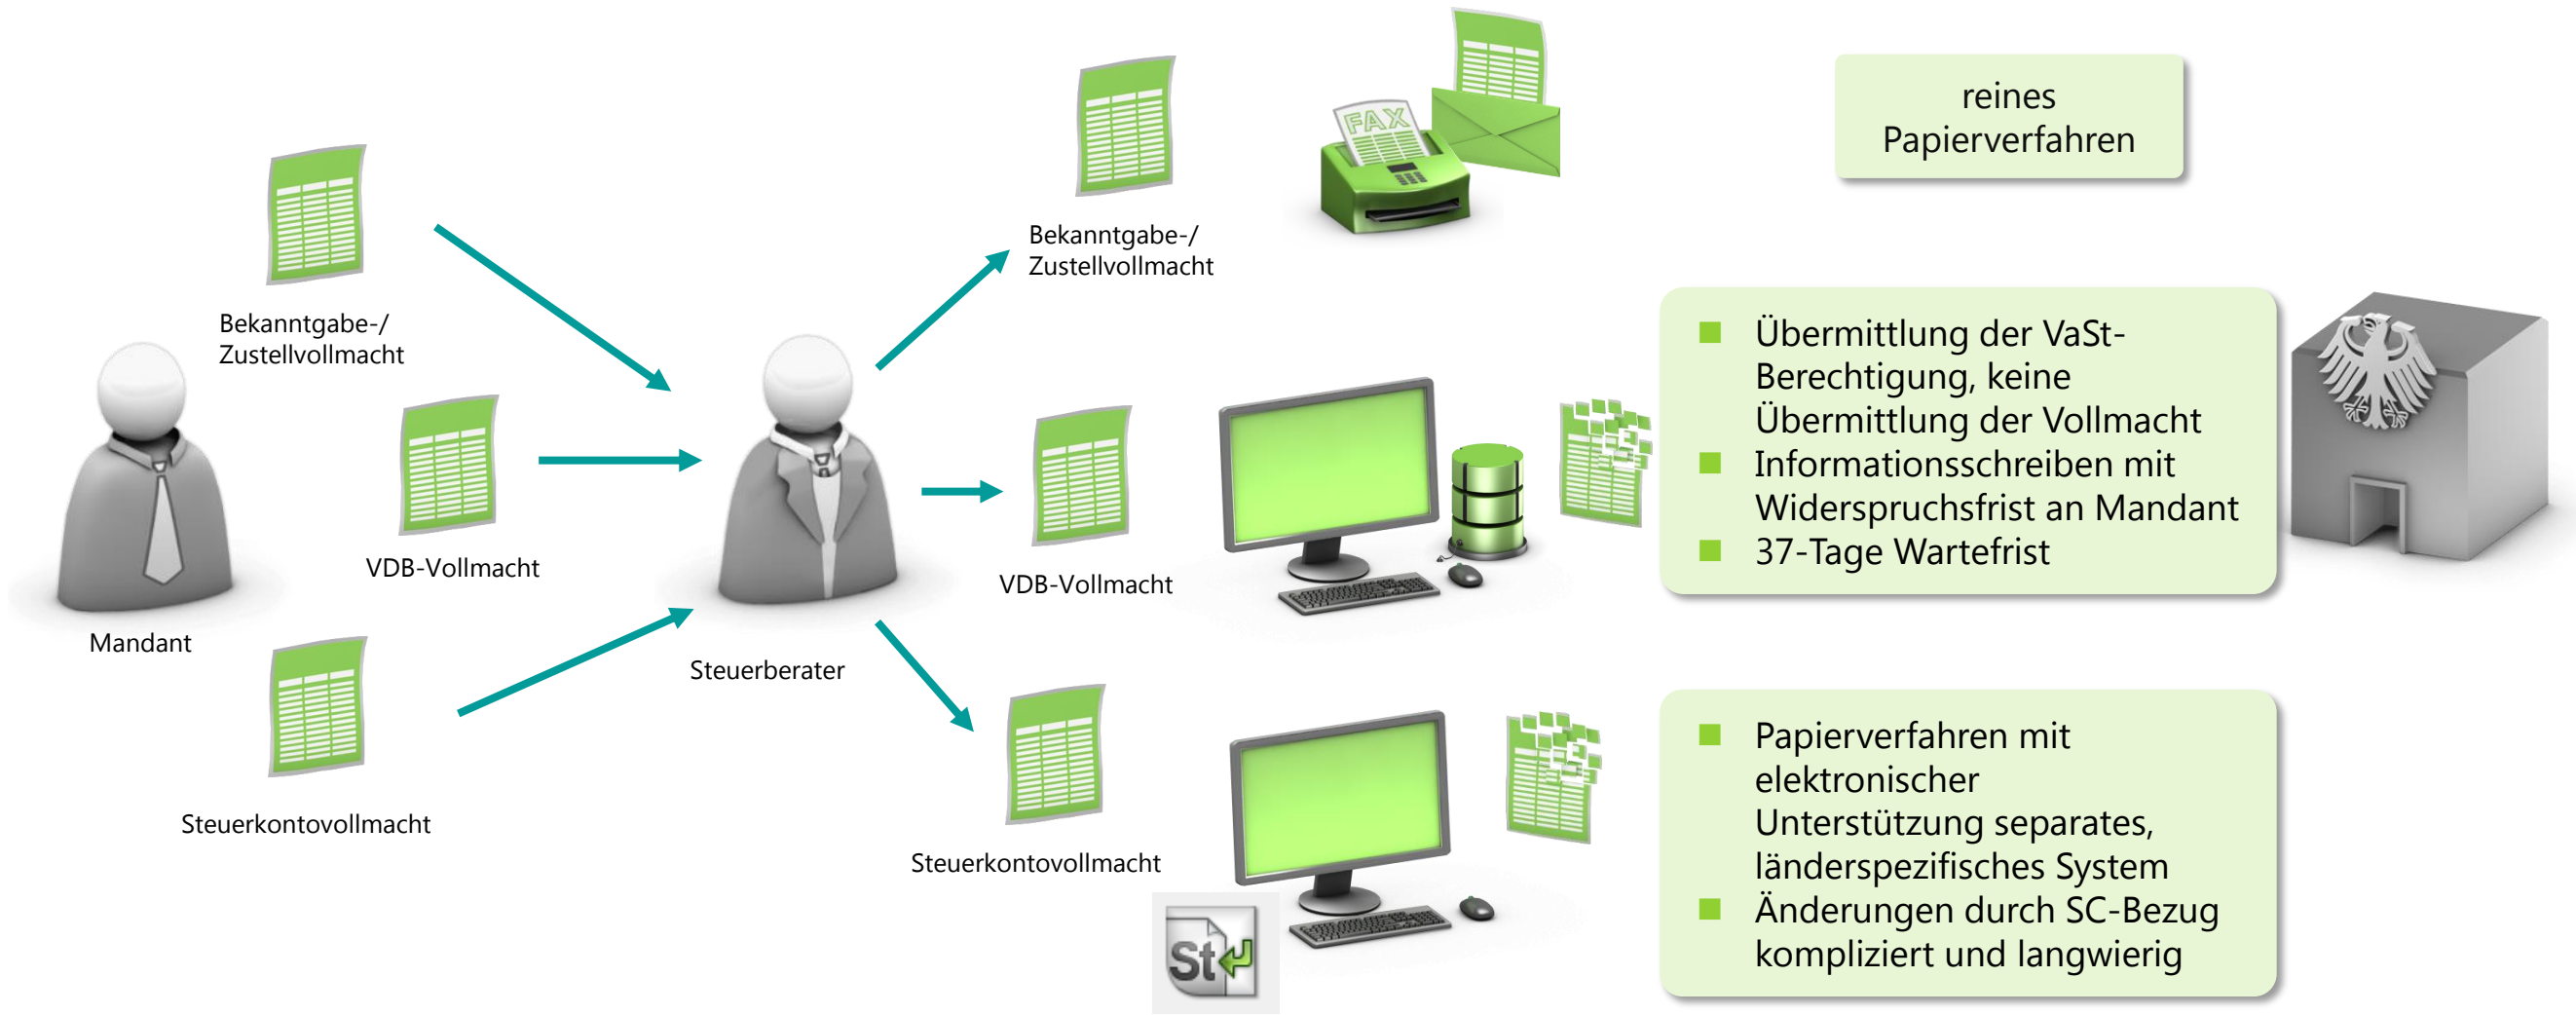 FAX
reines
Papierverfahren
Bekanntgabe-/
Zustellvollmacht
Bekanntgabe-/
Zustellvollmacht
VDB-Vollmacht
VDB-Vollmacht
Mandant
Steuerberater
Steuerkontovollmacht
Steuerkontovollmacht
St
Übermittlung der VaSt-
Berechtigung, keine
Übermittlung der Vollmacht
Informationsschreiben mit
Widerspruchsfrist an Mandant
37-Tage Wartefrist
Papierverfahren mit
elektronischer
Unterstützung separates,
länderspezifisches System
Änderungen durch SC-Bezug
kompliziert und langwierig